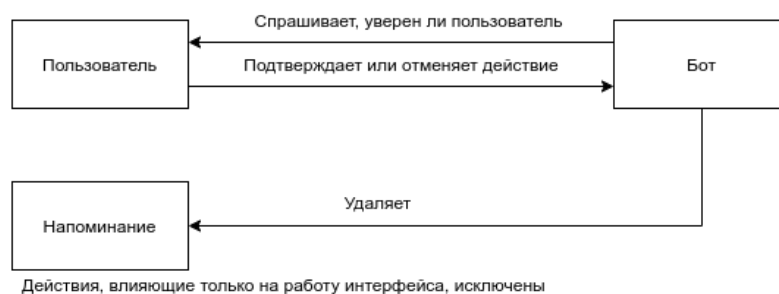 Спрашивает, уверен ли пользователь
Пользователь
Подтверждает или отменяет действие
Бот
Удаляет
Напоминание
Действия, влияющие только на работу интерфейса, исключены